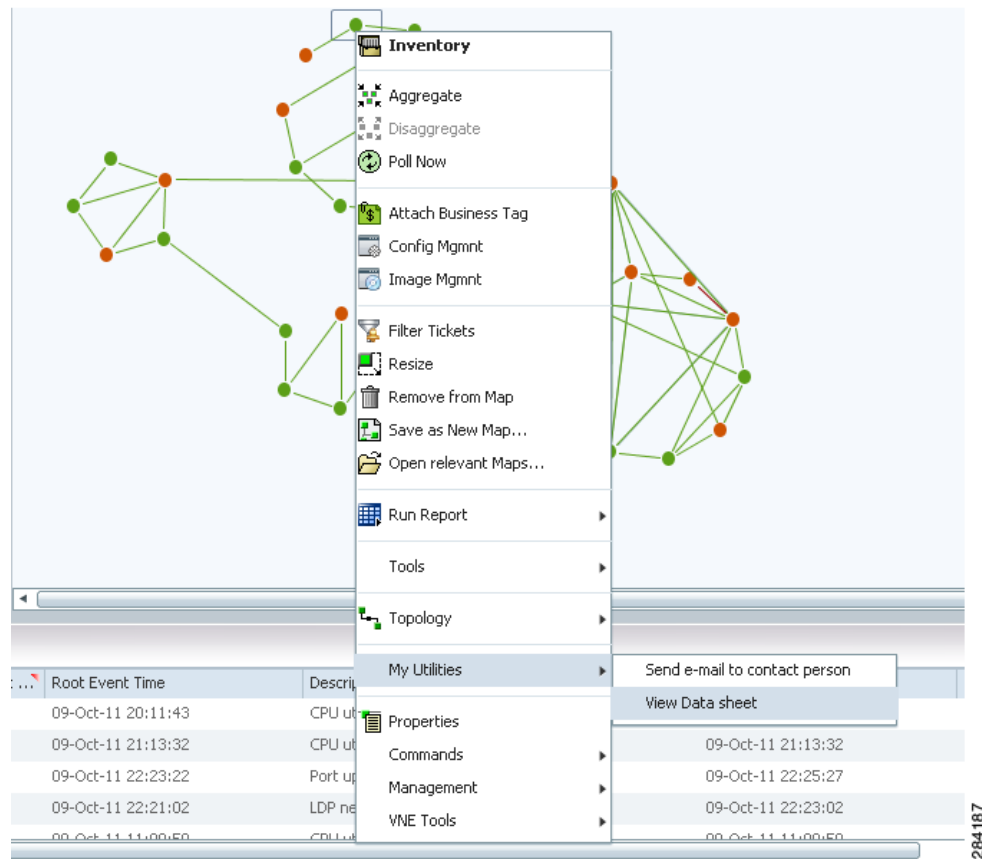 Inventory
Aggregate
Disaggregate
Poll Now
Attach Business Tag
Config Mgmnt
Image Mgmnt
Filter Tickets
Resize
Remove from Map
Save as New Map...
Open relevant Maps...
Run Report
Tools
Topology
My Utilities
Send e-mail to contact person
View Data sheet
Properties
Commands
Management
VNE Tools
... Root Event Time
09-Oct-11 20:11:43 CPU
09-Oct-11 21:13:32 CPU 09-Oct-11 21:13:32
09-Oct-11 22:23:22 Port 09-Oct-11 22:25:27
09-Oct-11 22:21:02 LDP 09-Oct-11 22:23:02
284187